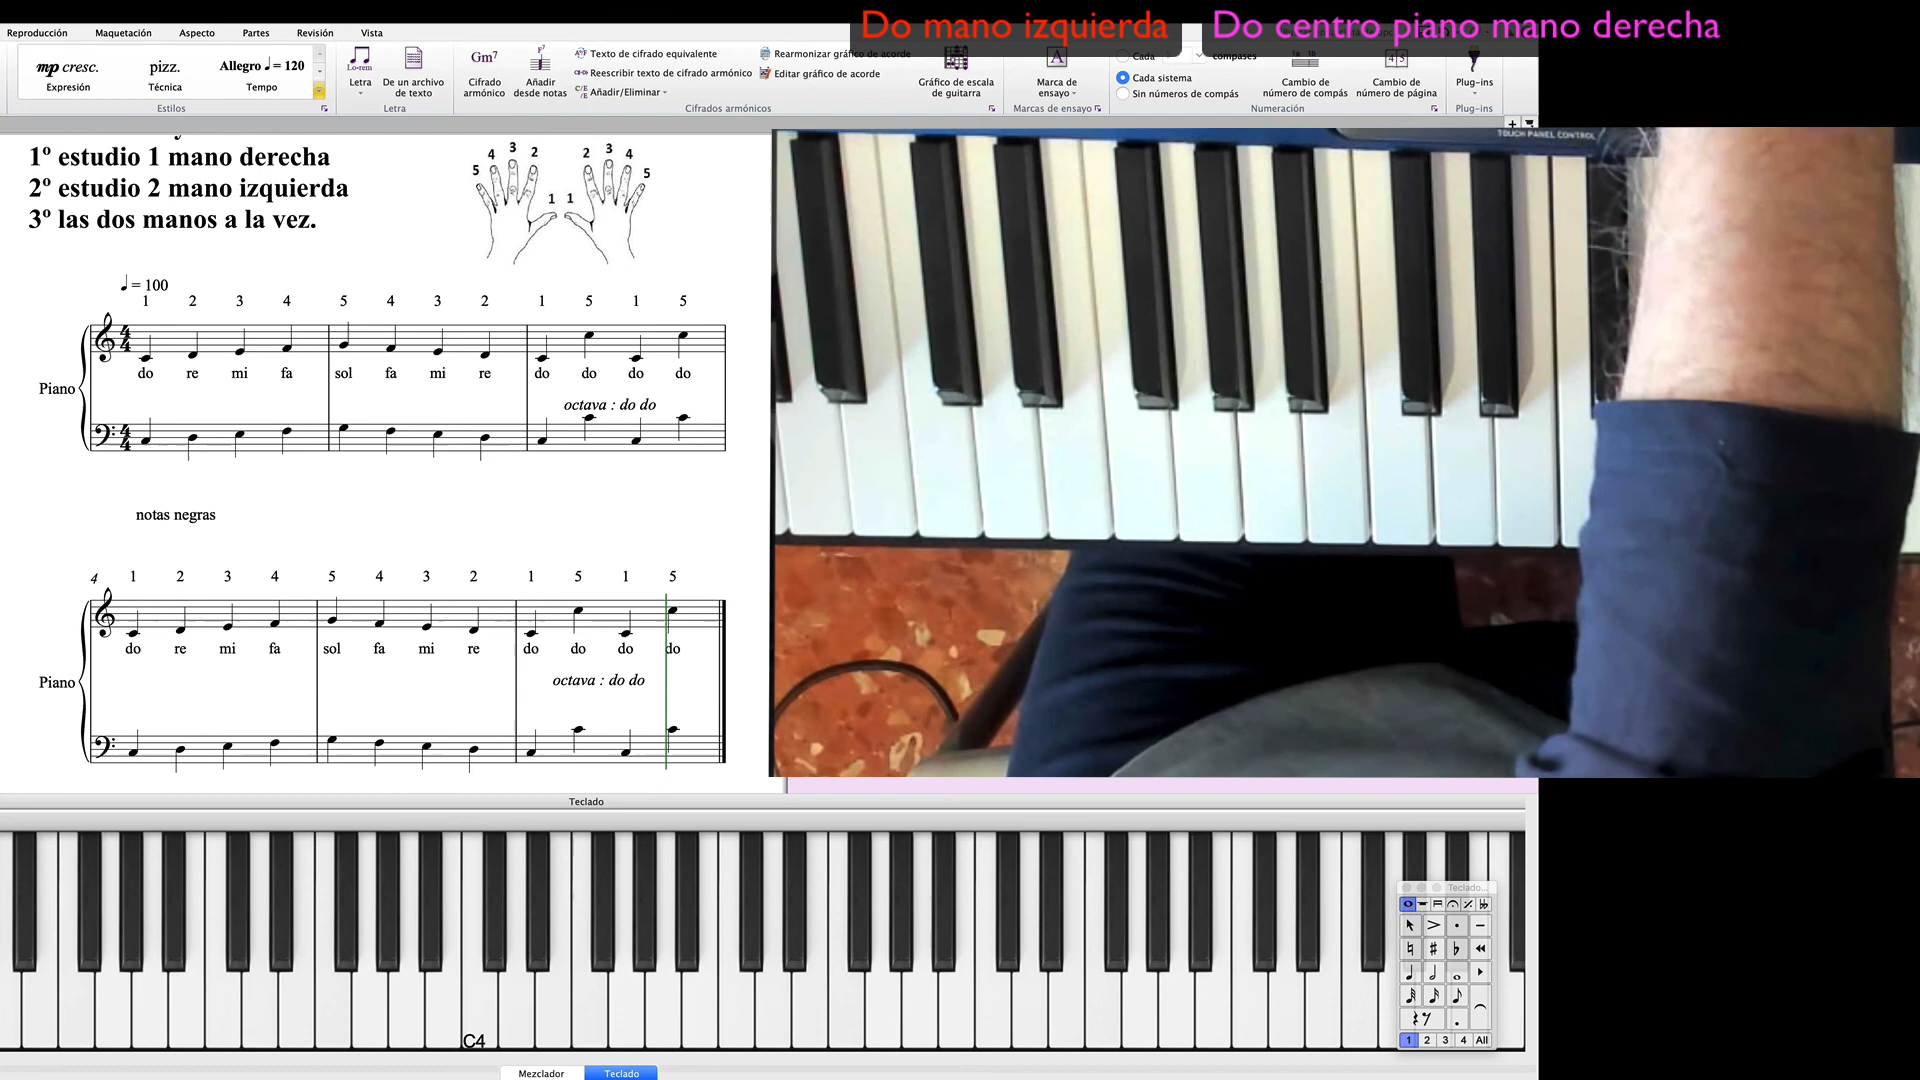 Do mano izquierda
Do centro piano mano derecha
Reproducción Maquetación Aspecto Partes Revisión Vista
mp cresc.
Expresión
pizz.
Técnica
Allegro ♩ = 120
Tempo
Estilos
Lo-rem
Letra
De un archivo
de texto
Letra
Gm7
Cifrado
armónico
Añadir
desde notas
Texto de cifrado equivalente
Reescribir texto de cifrado armónico
Añadir/Eliminar
Rearmonizar gráfico de acorde
Editar gráfico de acorde
Gráfico de escala
de guitarra
Cifrados armónicos
A
Marca de
ensayo
Marcas de ensayo
Cada
compases
Cada sistema
Sin números de compás
Cambio de
número de compás
Cambio de
número de página
Numeración
Plug-ins
Plug-ins
TOUCH PANEL CONTROL
1º estudio 1 mano derecha
2º estudio 2 mano izquierda
3º las dos manos a la vez.
5 4 3 2 1 1 2 3 4 5
♩ = 100
1 2 3 4 5 4 3 2 1 5 1 5
do re mi fa sol fa mi re do do do do
Piano
octava : do do
notas negras
4
1 2 3 4 5 4 3 2 1 5 1 5
do re mi fa sol fa mi re do do do do
Piano
octava : do do
Teclado
C4
Teclado...
1 2 3 4 All
Mezclador Teclado